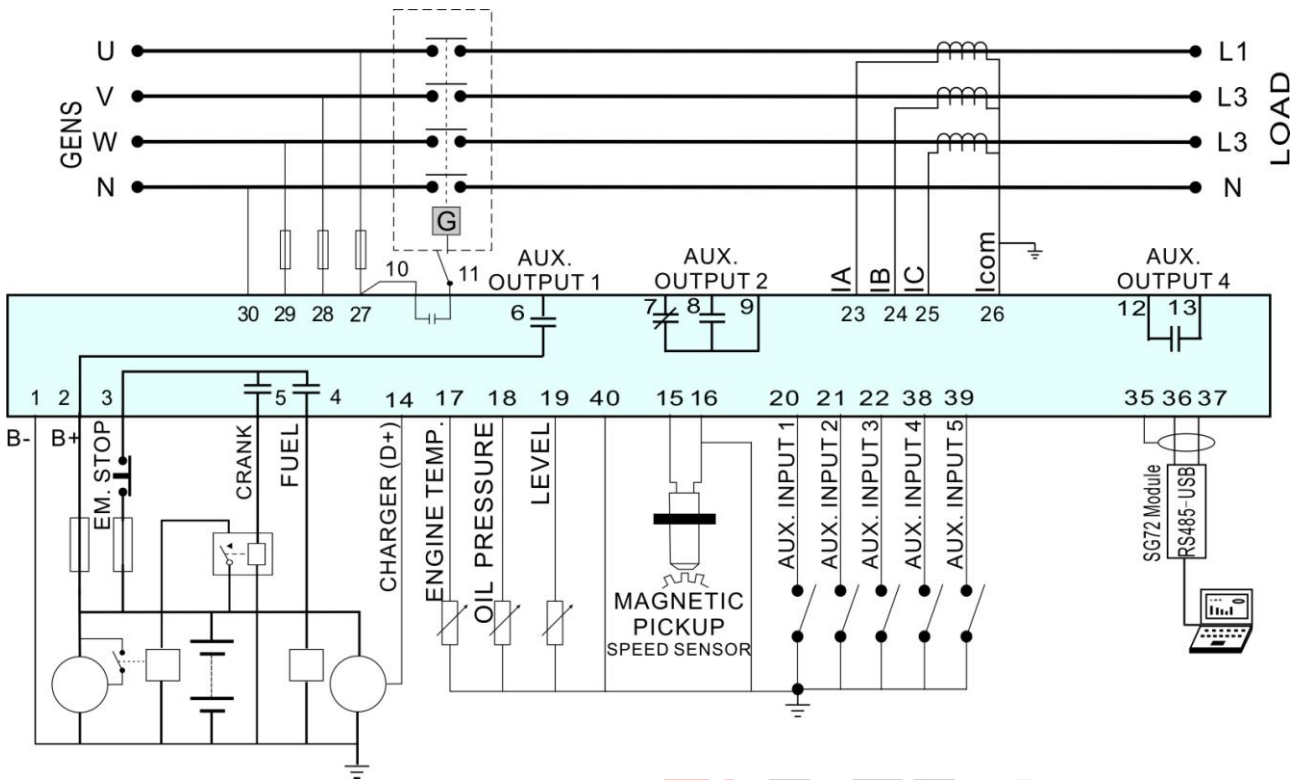 U
L1
V
L3
GENS
W
L3
LOAD
N
N
G
10
11
AUX.
OUTPUT 1
AUX.
OUTPUT 2
IA
IB
IC
Icom
AUX.
OUTPUT 4
30
29
28
27
6
7
8
9
23
24
25
26
12
13
1
2
3
5
4
14
17
18
19
40
15
16
20
21
22
38
39
35
36
37
B-
B+
EM. STOP
CRANK
FUEL
CHARGER (D+)
ENGINE TEMP.
OIL PRESSURE
LEVEL
MAGNETIC
PICKUP
SPEED SENSOR
AUX. INPUT 1
AUX. INPUT 2
AUX. INPUT 3
AUX. INPUT 4
AUX. INPUT 5
SG72 Module
RS485-USB